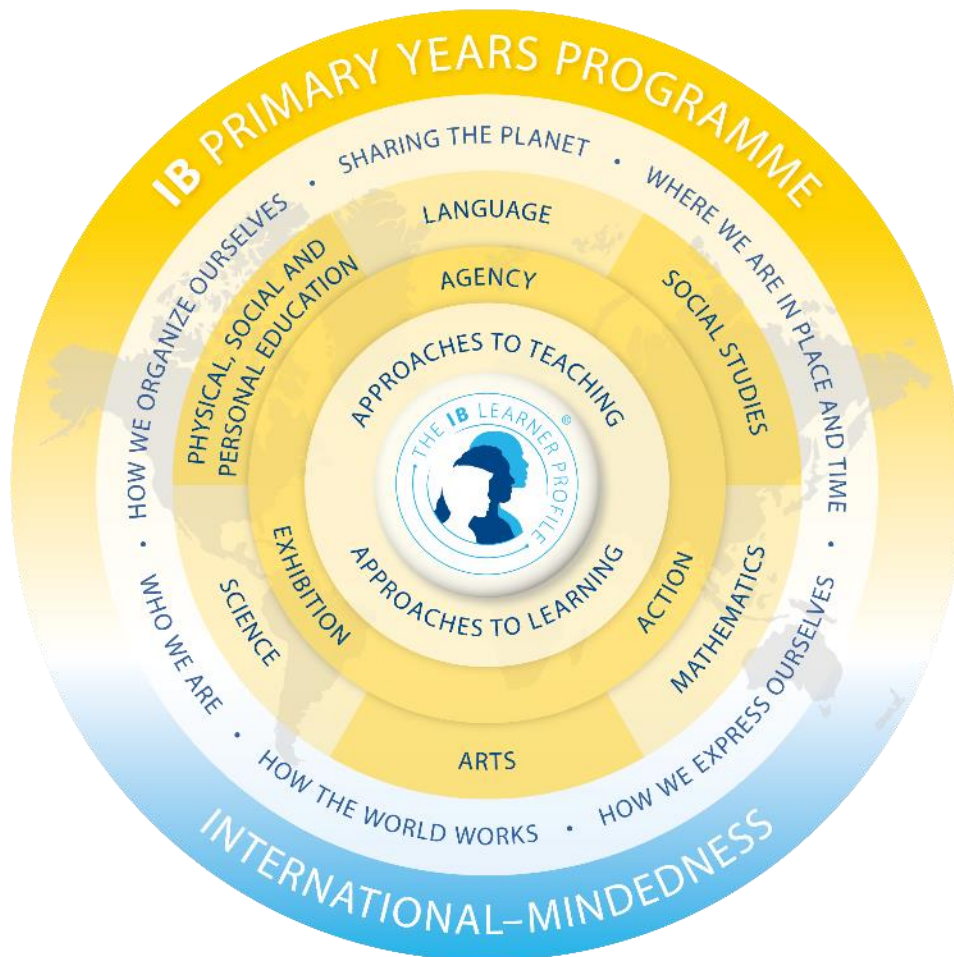 IB PRIMARY YEARS PROGRAMME
SHARING THE PLANET
•
WHERE WE ARE IN PLACE AND TIME
•
HOW WE EXPRESS OURSELVES
•
HOW THE WORLD WORKS
•
WHO WE ARE
•
HOW WE ORGANIZE OURSELVES
•
LANGUAGE
SOCIAL STUDIES
MATHEMATICS
ARTS
SCIENCE
PHYSICAL, SOCIAL AND
PERSONAL EDUCATION
AGENCY
ACTION
EXHIBITION
APPROACHES TO TEACHING
APPROACHES TO LEARNING
THE IB LEARNER PROFILE®
INTERNATIONAL–MINDEDNESS